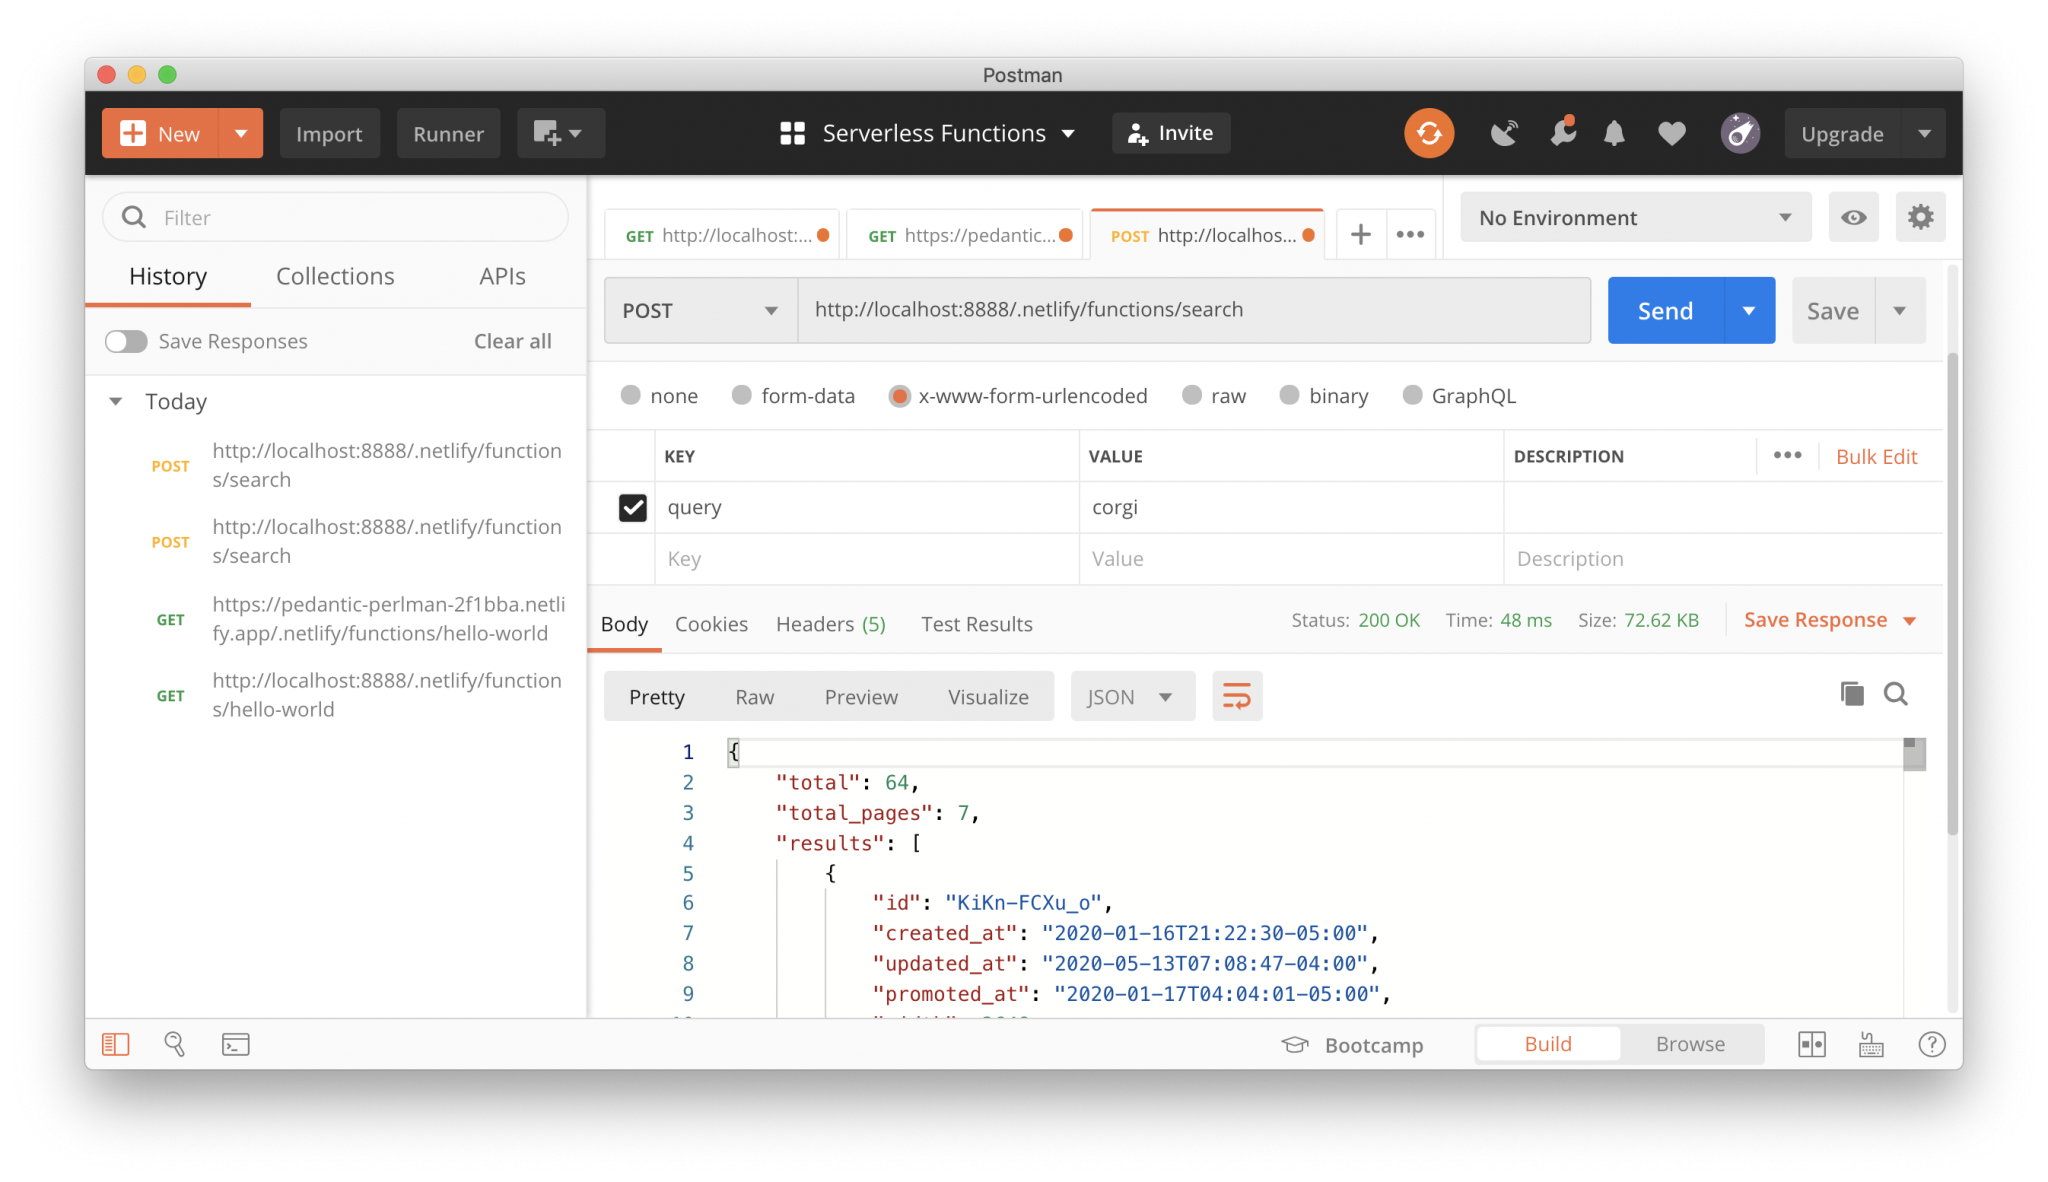 Postman
New
Import
Runner
Serverless Functions
Invite
Upgrade
Filter
History
Collections
APIs
Save Responses
Clear all
Today
POST http://localhost:8888/.netlify/function
s/search
POST http://localhost:8888/.netlify/function
s/search
GET https://pedantic-perlman-2f1bba.netli
fy.app/.netlify/functions/hello-world
GET http://localhost:8888/.netlify/function
s/hello-world
GET http://localhost:...
GET https://pedantic...
POST http://localhos...
No Environment
POST
http://localhost:8888/.netlify/functions/search
Send
Save
none
form-data
x-www-form-urlencoded
raw
binary
GraphQL
KEY
VALUE
DESCRIPTION
Bulk Edit
query
corgi
Key
Value
Description
Body
Cookies
Headers (5)
Test Results
Status: 200 OK
Time: 48 ms
Size: 72.62 KB
Save Response
Pretty
Raw
Preview
Visualize
JSON
1 {
2 "total": 64,
3 "total_pages": 7,
4 "results": [
5 {
6 "id": "KiKn-FCXu_o",
7 "created_at": "2020-01-16T21:22:30-05:00",
8 "updated_at": "2020-05-13T07:08:47-04:00",
9 "promoted_at": "2020-01-17T04:04:01-05:00",
Bootcamp
Build
Browse